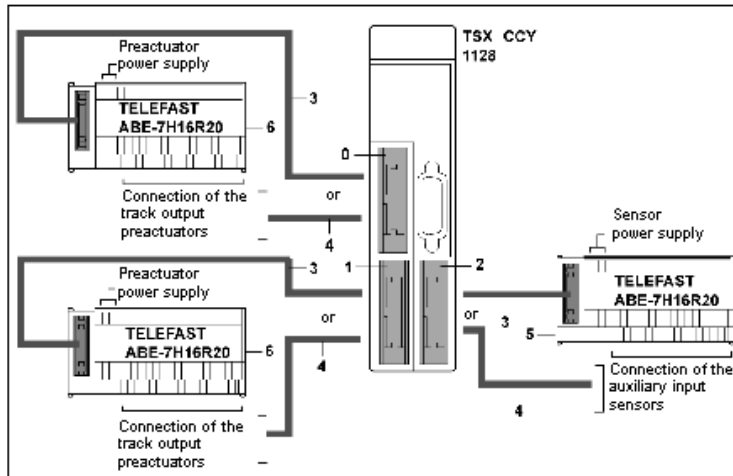 Preactuator
power supply
TELEFAST
ABE-7H16R20
6
3
Connection of the
track output
preactuators
or
4
TSX CCY
1128
0
1
2
Preactuator
power supply
3
TELEFAST
ABE-7H16R20
6
or
4
Connection of the
track output
preactuators
Sensor
power supply
TELEFAST
ABE-7H16R20
or
3
5
4
Connection of the
auxiliary input
sensors